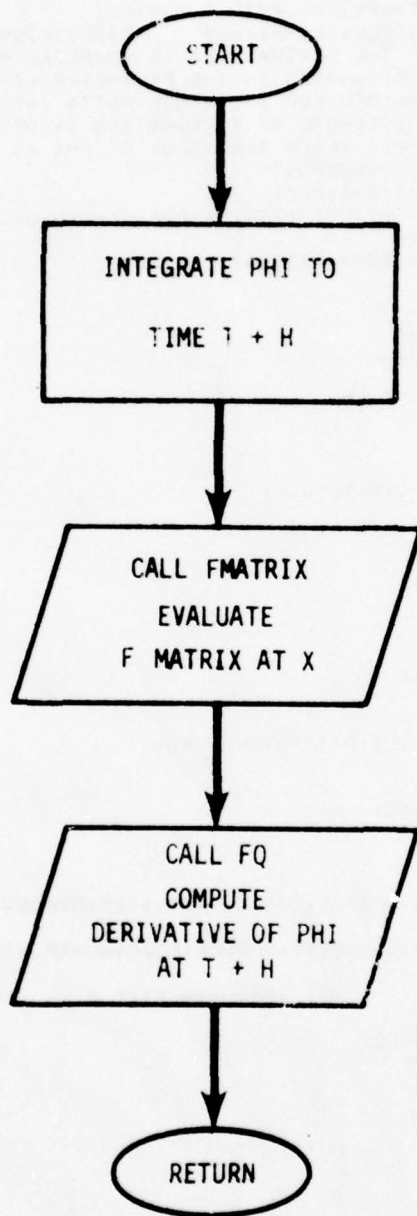 START
INTEGRATE PHI TO
TIME T + H
CALL FMATRIX
EVALUATE
F MATRIX AT X
CALL FQ
COMPUTE
DERIVATIVE OF PHI
AT T + H
RETURN